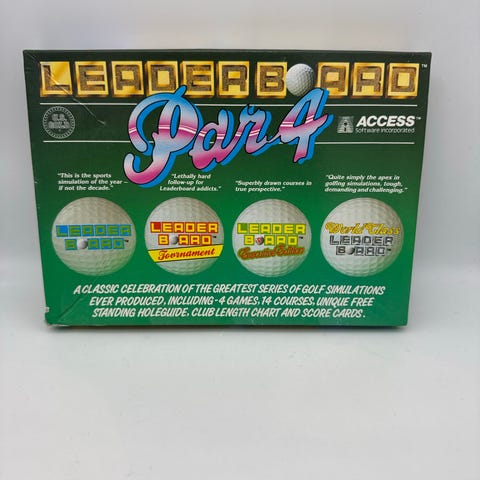 LEADERBOARD™
U.S. GOLD
Par 4
ACCESS™
Software incorporated
"This is the sports
simulation of the year –
if not the decade."
"Lethally hard
follow-up for
Leaderboard addicts."
"Superbly drawn courses in
true perspective."
"Quite simply the apex in
golfing simulations, tough,
demanding and challenging."
LEADER
BOARD
LEADER
BOARD
Tournament
LEADER
BOARD
Executive Edition
World Class
LEADER
BOARD
A CLASSIC CELEBRATION OF THE GREATEST SERIES OF GOLF SIMULATIONS
EVER PRODUCED, INCLUDING - 4 GAMES, 14 COURSES, UNIQUE FREE
STANDING HOLEGUIDE, CLUB LENGTH CHART AND SCORE CARDS.